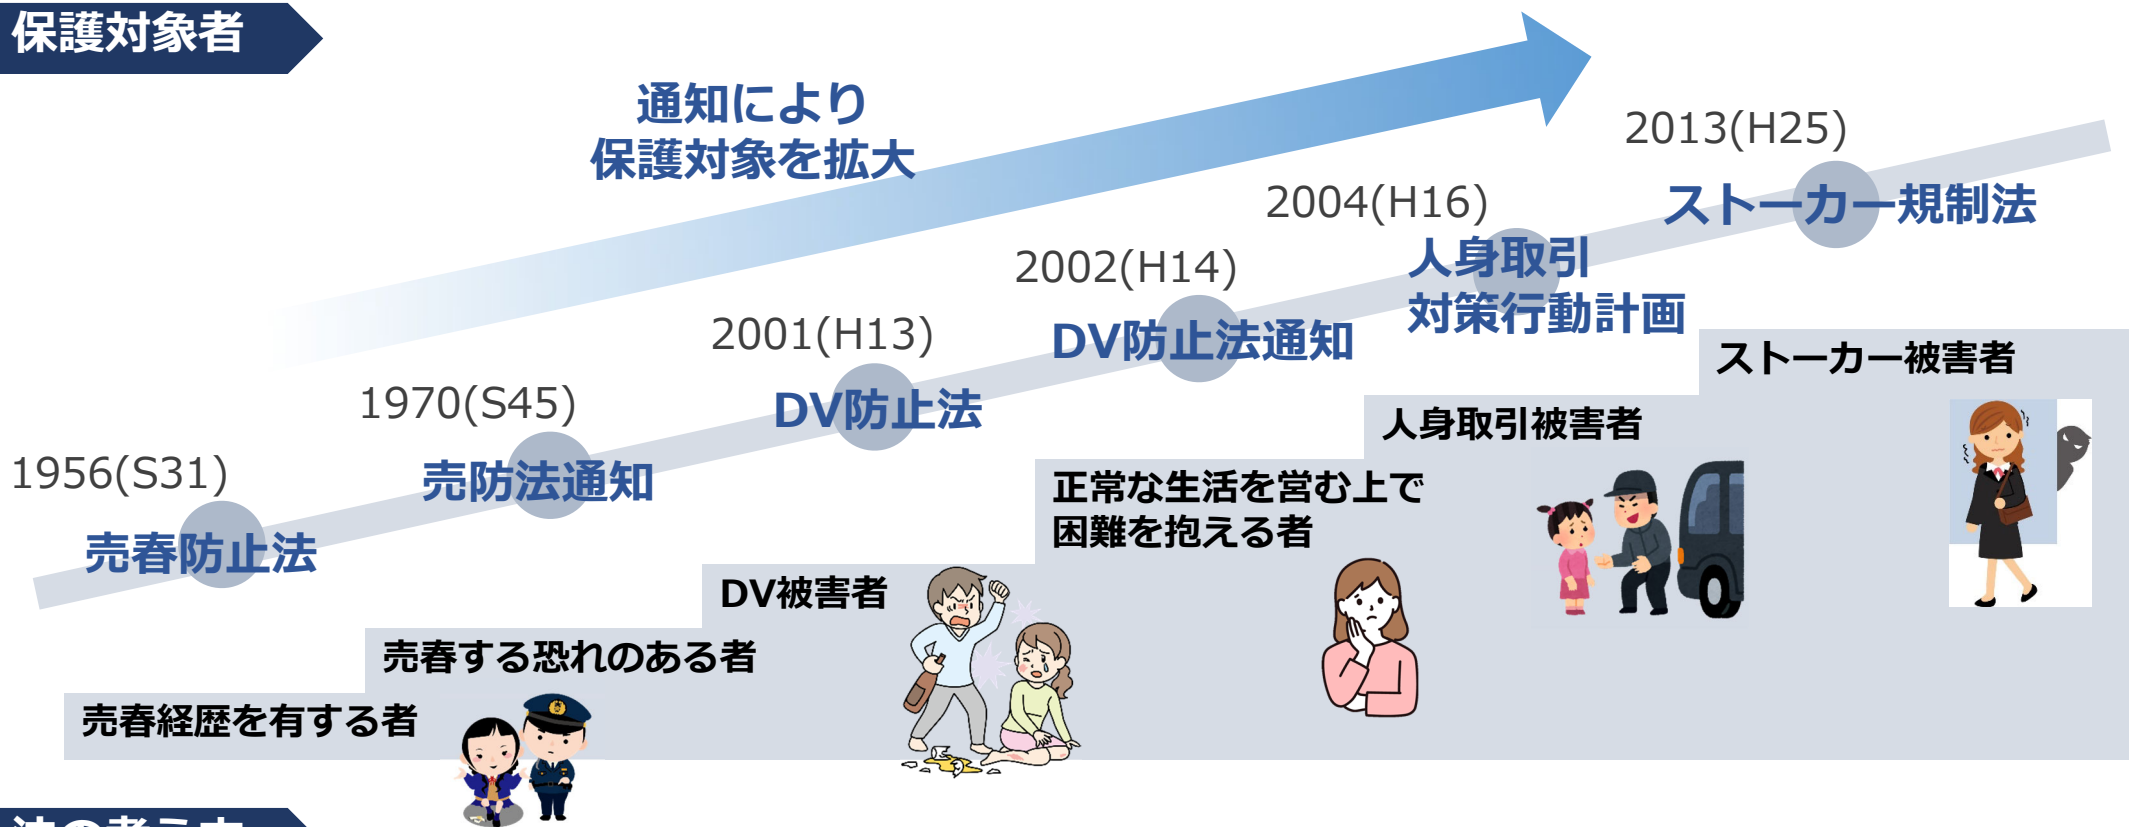 保護対象者
通知により
保護対象を拡大
1956(S31)
売春防止法
1970(S45)
売防法通知
2001(H13)
DV防止法
2002(H14)
DV防止法通知
2004(H16)
人身取引
対策行動計画
2013(H25)
ストーカー規制法
売春経歴を有する者
売春する恐れのある者
DV被害者
正常な生活を営む上で
困難を抱える者
人身取引被害者
ストーカー被害者